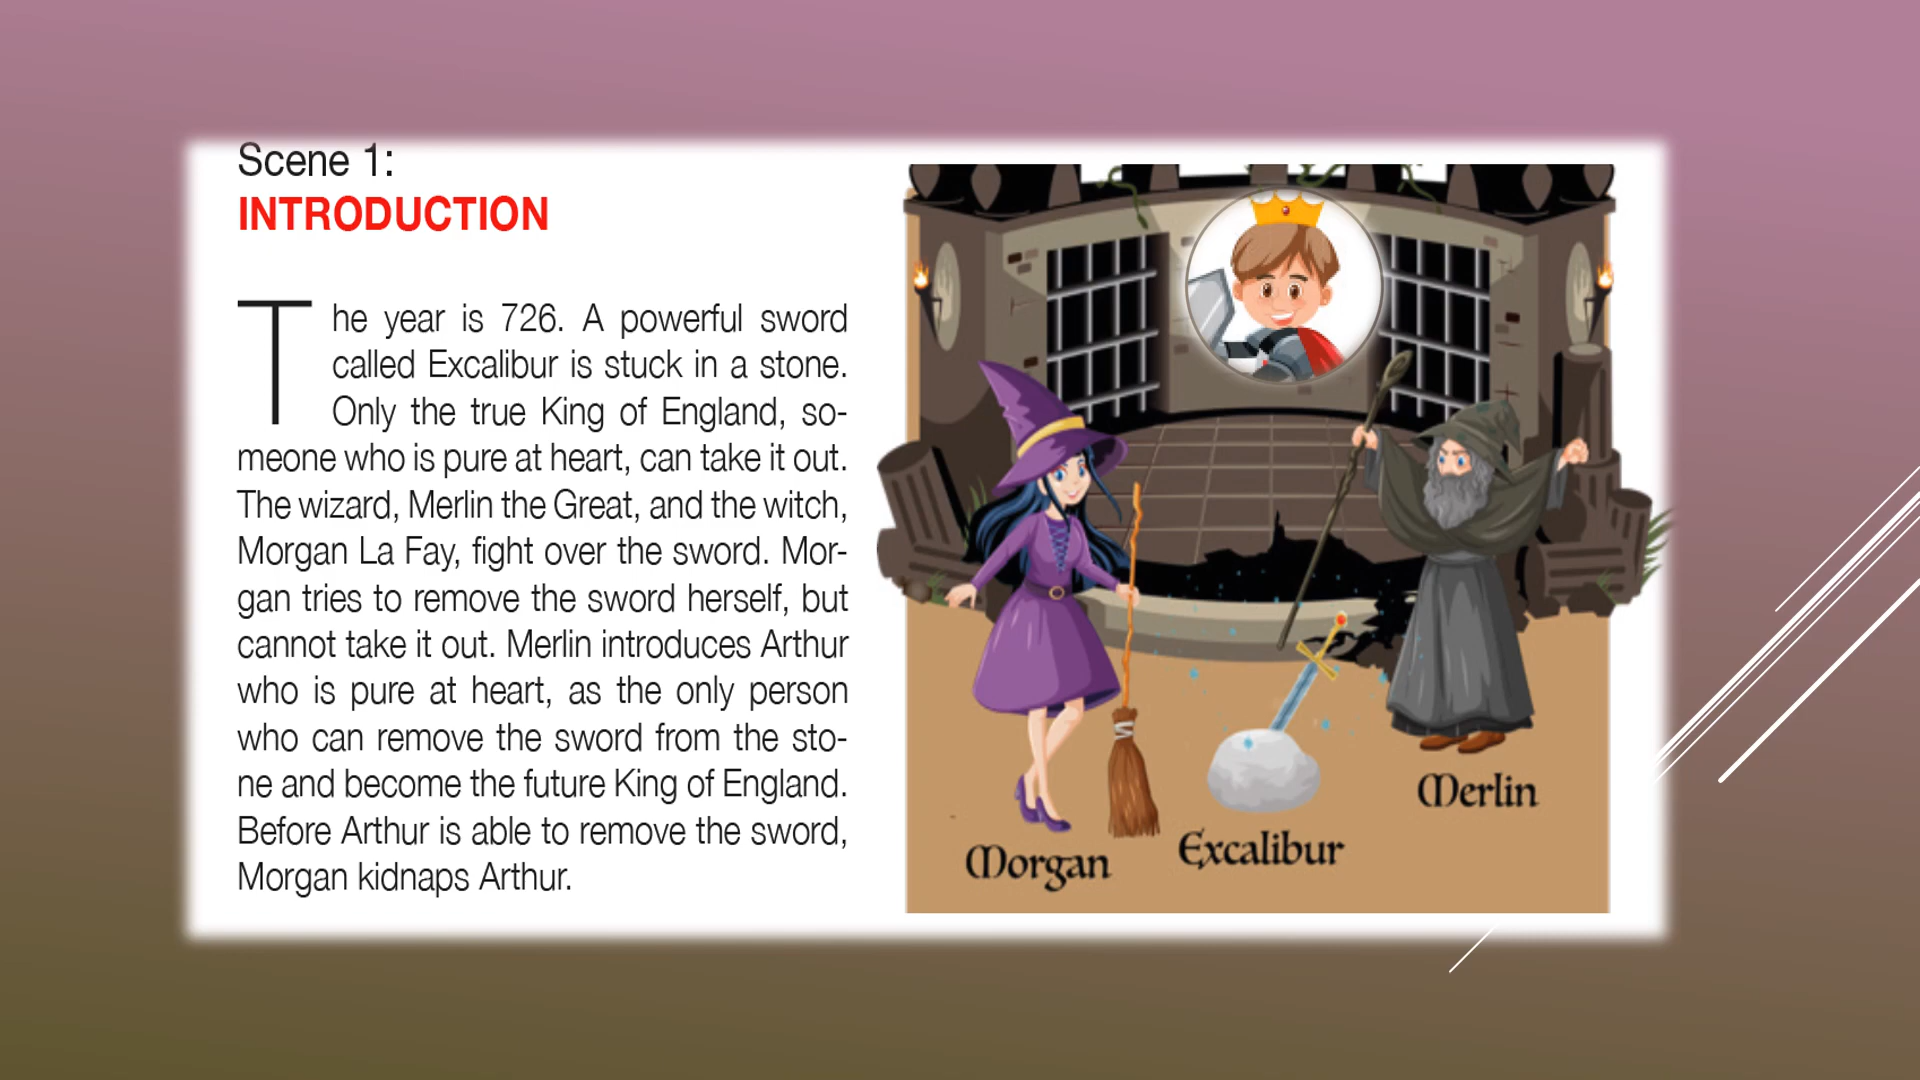 Scene 1:
INTRODUCTION
The year is 726. A powerful sword
called Excalibur is stuck in a stone.
Only the true King of England, so-
meone who is pure at heart, can take it out.
The wizard, Merlin the Great, and the witch,
Morgan La Fay, fight over the sword. Mor-
gan tries to remove the sword herself, but
cannot take it out. Merlin introduces Arthur
who is pure at heart, as the only person
who can remove the sword from the sto-
ne and become the future King of England.
Before Arthur is able to remove the sword,
Morgan kidnaps Arthur.
Morgan
Excalibur
Merlin